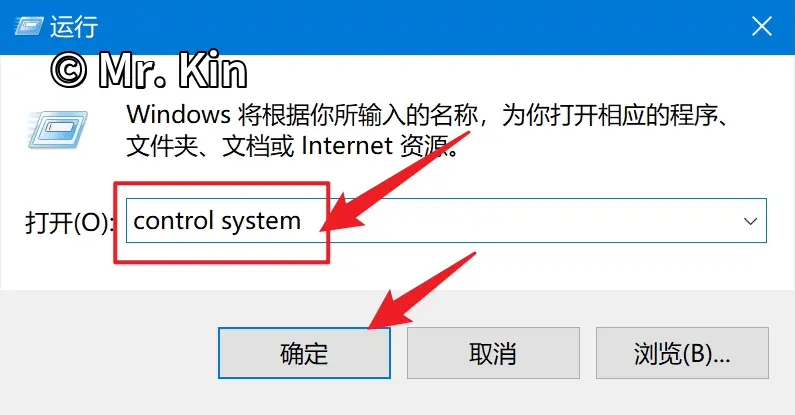 运行
© Mr. Kin
Windows 将根据你所输入的名称，为你打开相应的程序、
文件夹、文档或 Internet 资源。
打开(O): control system
确定 取消 浏览(B)...